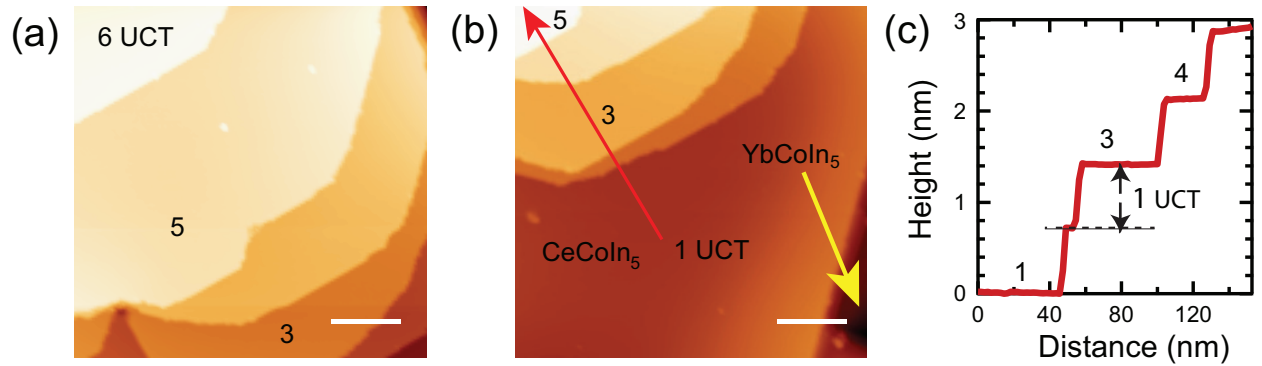 (a)
6 UCT
5
3
(b)
5
3
YbCoIn5
CeCoIn5
1 UCT
(c)
Height (nm)
3
2
1
0
1
3
4
1 UCT
0
40
80
120
Distance (nm)